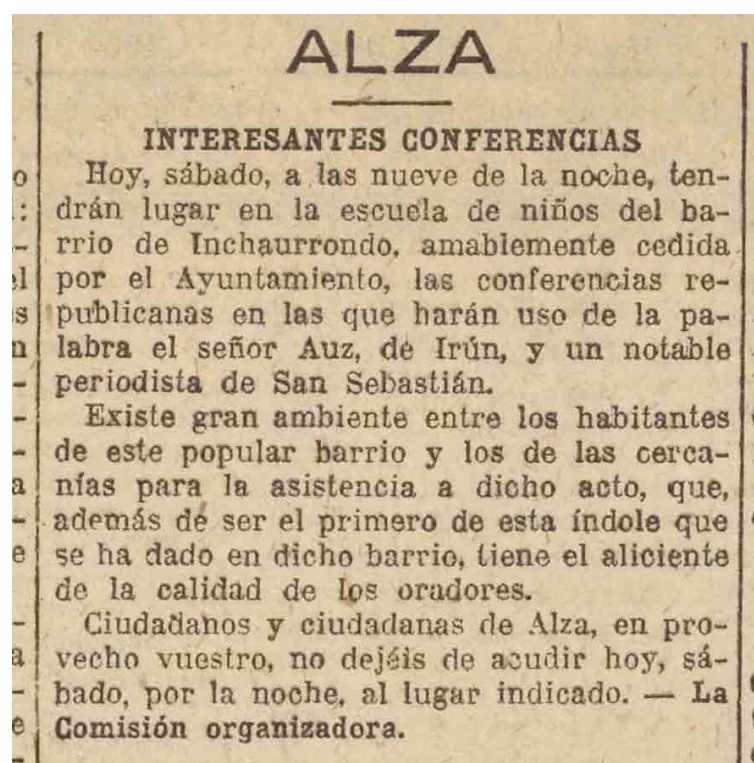 ALZA
INTERESANTES CONFERENCIAS
Hoy, sábado, a las nueve de la noche, ten-
drán lugar en la escuela de niños del ba-
rrio de Inchaurrondo, amablemente cedida
por el Ayuntamiento, las conferencias re-
publicanas en las que harán uso de la pa-
labra el señor Auz, de Irún, y un notable
periodista de San Sebastián.
Existe gran ambiente entre los habitantes
de este popular barrio y los de las cerca-
nías para la asistencia a dicho acto, que,
además de ser el primero de esta índole que
se ha dado en dicho barrio, tiene el aliciente
de la calidad de los oradores.
Ciudadanos y ciudadanas de Alza, en pro-
vecho vuestro, no dejéis de acudir hoy, sá-
bado, por la noche, al lugar indicado. — La
Comisión organizadora.